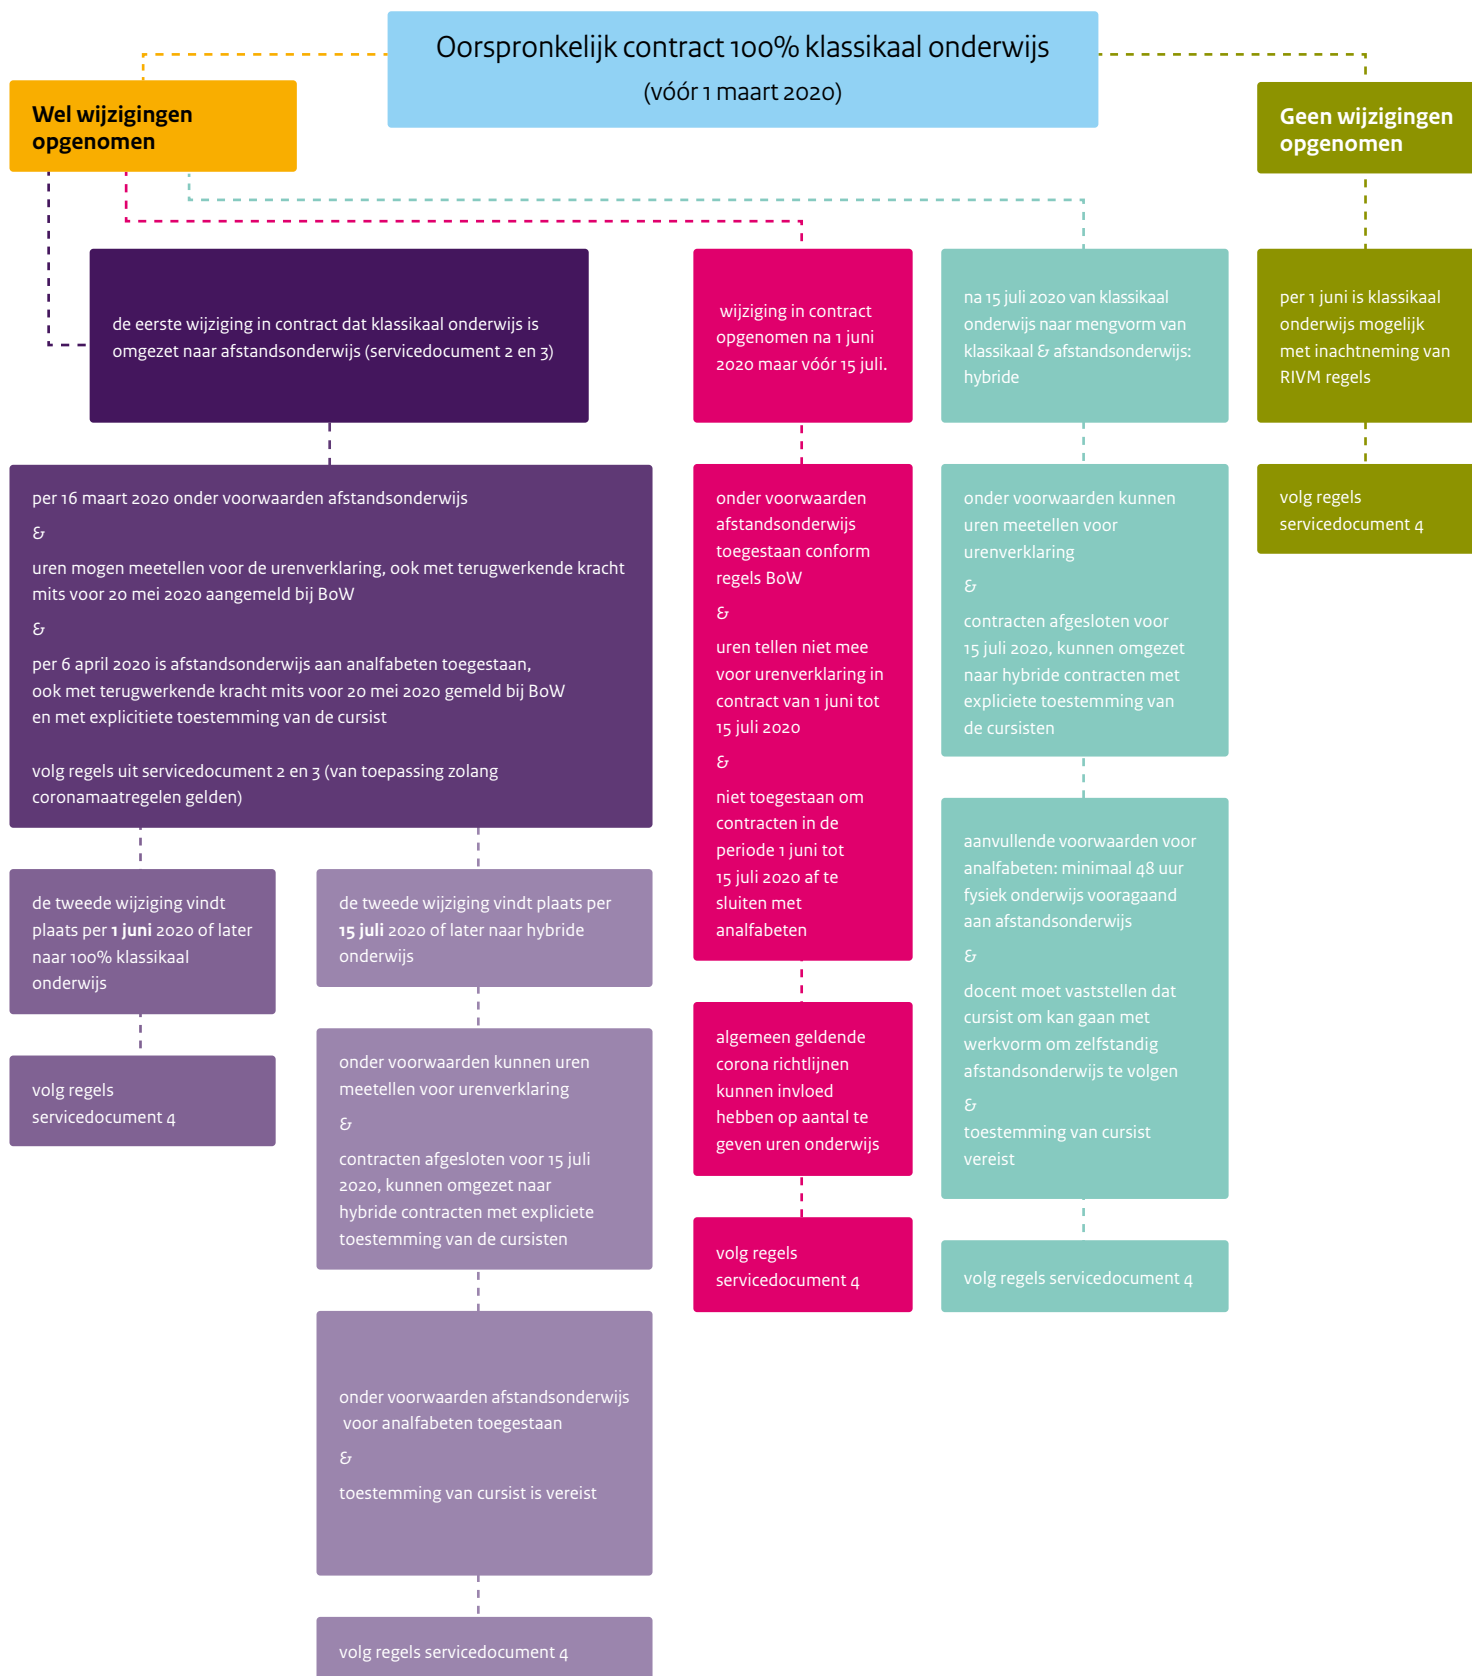 Oorspronkelijk contract 100% klassikaal onderwijs
(vóór 1 maart 2020)
Wel wijzigingen
opgenomen
Geen wijzigingen
opgenomen
de eerste wijziging in contract dat klassikaal onderwijs is
omgezet naar afstandsonderwijs (servicedocument 2 en 3)
per 16 maart 2020 onder voorwaarden afstandsonderwijs
&
uren mogen meetellen voor de urenverklaring, ook met terugwerkende kracht
mits voor 20 mei 2020 aangemeld bij BoW
&
per 6 april 2020 is afstandsonderwijs aan analfabeten toegestaan,
ook met terugwerkende kracht mits voor 20 mei 2020 gemeld bij BoW
en met explicitiete toestemming van de cursist
volg regels uit servicedocument 2 en 3 (van toepassing zolang
coronamaatregelen gelden)
de tweede wijziging vindt
plaats per 1 juni 2020 of later
naar 100% klassikaal
onderwijs
volg regels
servicedocument 4
de tweede wijziging vindt plaats per
15 juli 2020 of later naar hybride
onderwijs
onder voorwaarden kunnen uren
meetellen voor urenverklaring
&
contracten afgesloten voor 15 juli
2020, kunnen omgezet naar
hybride contracten met expliciete
toestemming van de cursisten
onder voorwaarden afstandsonderwijs
voor analfabeten toegestaan
&
toestemming van cursist is vereist
volg regels servicedocument 4
wijziging in contract
opgenomen na 1 juni
2020 maar vóór 15 juli.
onder voorwaarden
afstandsonderwijs
toegestaan conform
regels BoW
&
uren tellen niet mee
voor urenverklaring in
contract van 1 juni tot
15 juli 2020
&
niet toegestaan om
contracten in de
periode 1 juni tot
15 juli 2020 af te
sluiten met
analfabeten
algemeen geldende
corona richtlijnen
kunnen invloed
hebben op aantal te
geven uren onderwijs
volg regels
servicedocument 4
na 15 juli 2020 van klassikaal
onderwijs naar mengvorm van
klassikaal & afstandsonderwijs:
hybride
onder voorwaarden kunnen
uren meetellen voor
urenverklaring
&
contracten afgesloten voor
15 juli 2020, kunnen omgezet
naar hybride contracten met
expliciete toestemming van
de cursisten
aanvullende voorwaarden voor
analfabeten: minimaal 48 uur
fysiek onderwijs vooragaand
aan afstandsonderwijs
&
docent moet vaststellen dat
cursist om kan gaan met
werkvorm om zelfstandig
afstandsonderwijs te volgen
&
toestemming van cursist
vereist
volg regels servicedocument 4
per 1 juni is klassikaal
onderwijs mogelijk
met inachtneming van
RIVM regels
volg regels
servicedocument 4